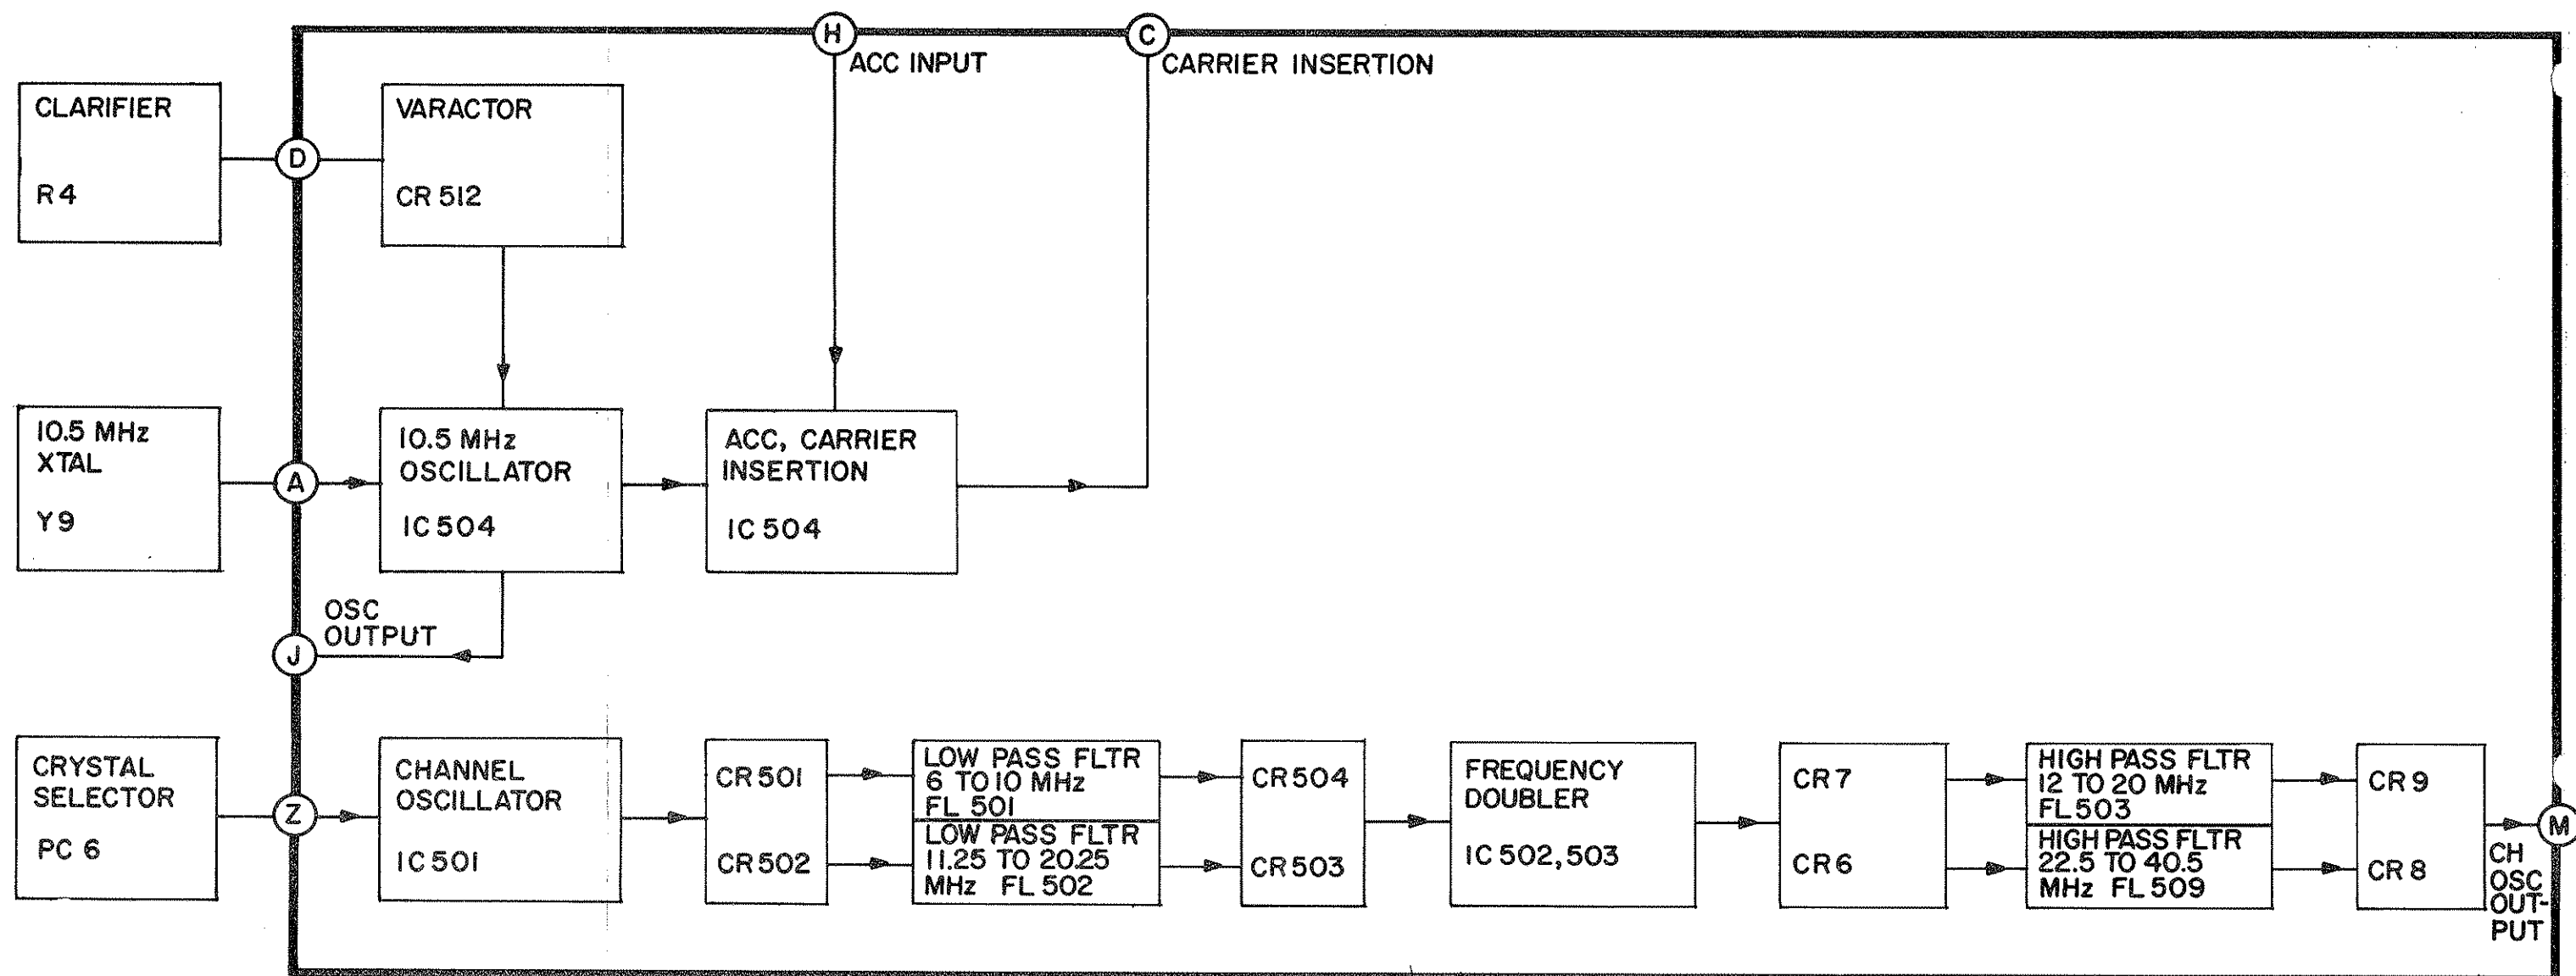 H
ACC INPUT
C
CARRIER INSERTION
CLARIFIER
R4
D
VARACTOR
CR 512
10.5 MHz
XTAL
Y9
A
10.5 MHz
OSCILLATOR
IC 504
ACC, CARRIER
INSERTION
IC 504
OSC
OUTPUT
J
CRYSTAL
SELECTOR
PC 6
Z
CHANNEL
OSCILLATOR
IC 501
CR 501
CR 502
LOW PASS FLTR
6 TO 10 MHz
FL 501
LOW PASS FLTR
11.25 TO 20.25
MHz FL 502
CR 504
CR 503
FREQUENCY
DOUBLER
IC 502, 503
CR 7
CR 6
HIGH PASS FLTR
12 TO 20 MHz
FL 503
HIGH PASS FLTR
22.5 TO 40.5
MHz FL 509
CR 9
CR 8
M
CH
OSC
OUT-
PUT